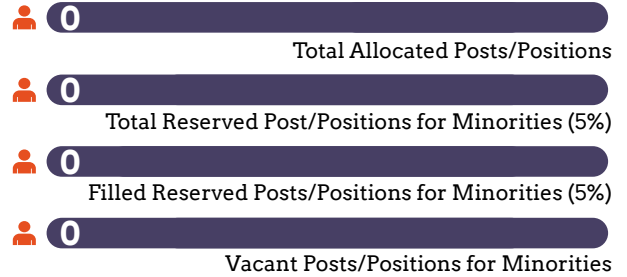 0
Total Allocated Posts/Positions
0
Total Reserved Post/Positions for Minorities (5%)
0
Filled Reserved Posts/Positions for Minorities (5%)
0
Vacant Posts/Positions for Minorities